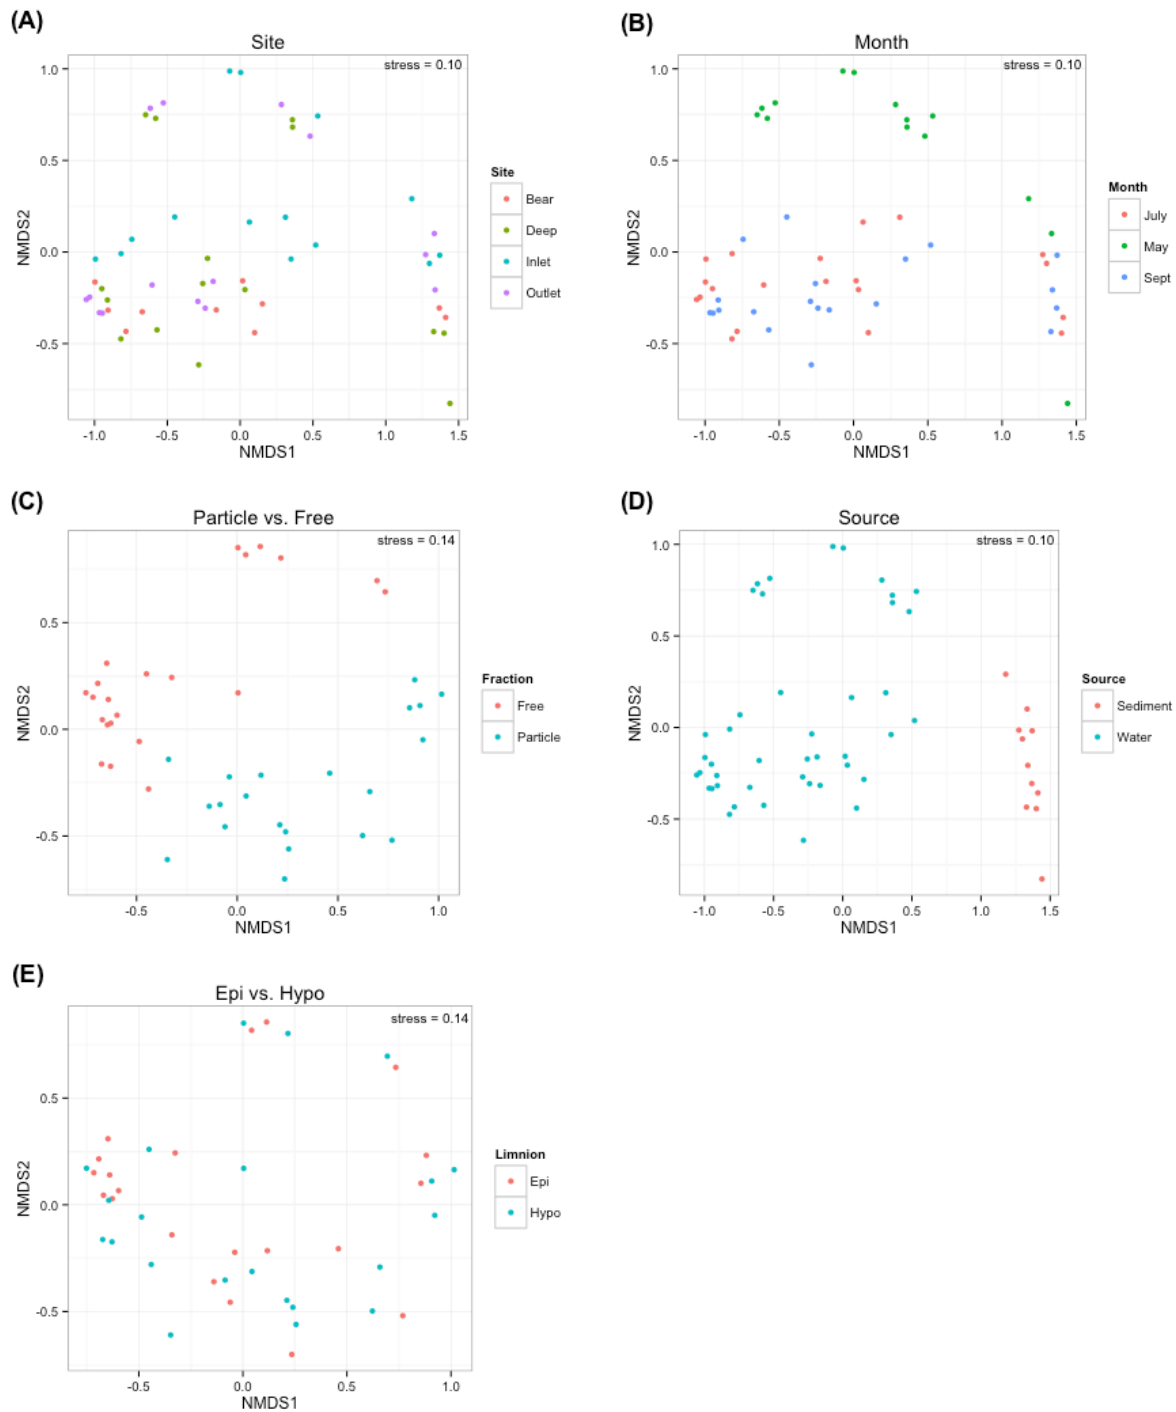 (A)
Site
stress = 0.10
1.0
0.5
0.0
-0.5
NMDS2
-1.0 -0.5 0.0 0.5 1.0 1.5
NMDS1
Site
Bear
Deep
Inlet
Outlet
(B)
Month
stress = 0.10
1.0
0.5
0.0
-0.5
NMDS2
-1.0 -0.5 0.0 0.5 1.0 1.5
NMDS1
Month
July
May
Sept
(C)
Particle vs. Free
stress = 0.14
0.5
0.0
-0.5
NMDS2
-0.5 0.0 0.5 1.0
NMDS1
Fraction
Free
Particle
(D)
Source
stress = 0.10
1.0
0.5
0.0
-0.5
NMDS2
-1.0 -0.5 0.0 0.5 1.0 1.5
NMDS1
Source
Sediment
Water
(E)
Epi vs. Hypo
stress = 0.14
0.5
0.0
-0.5
NMDS2
-0.5 0.0 0.5 1.0
NMDS1
Limnion
Epi
Hypo